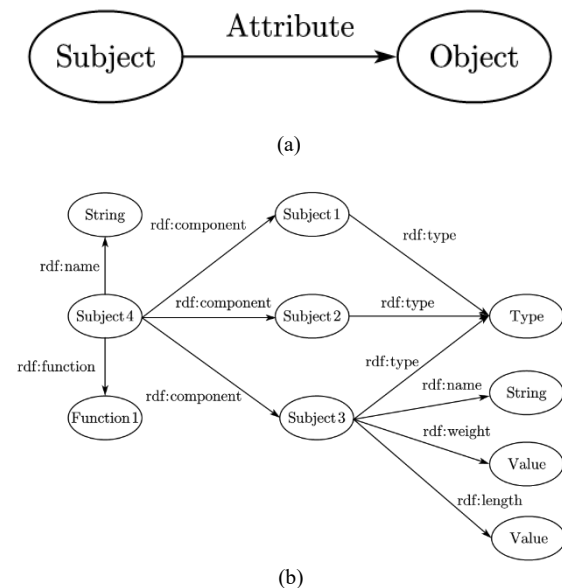 Attribute
Subject
Object
(a)
String
Subject 1
rdf:component
rdf:type
rdf:name
rdf:component
rdf:type
Subject 4
Subject 2
Type
rdf:function
rdf:type
rdf:component
rdf:name
String
Function 1
Subject 3
rdf:weight
Value
rdf:length
Value
(b)